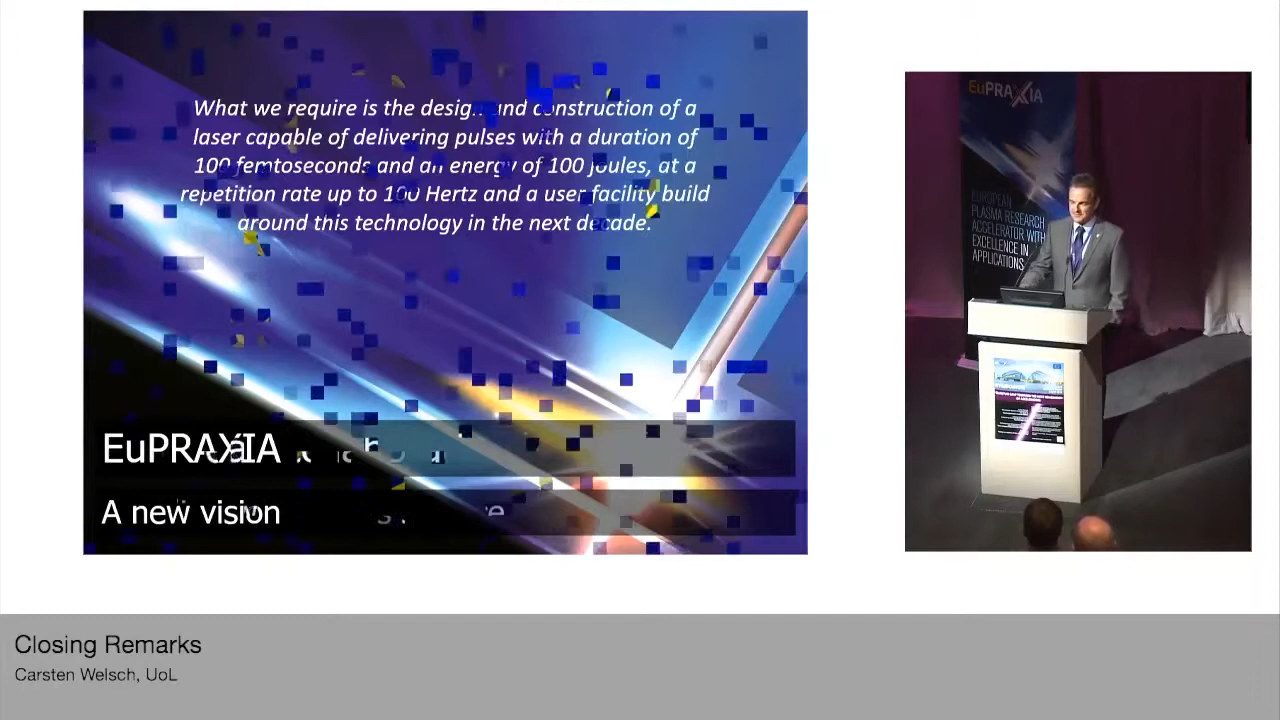 What we require is the design and construction of a
laser capable of delivering pulses with a duration of
100 femtoseconds and an energy of 100 Joules, at a
repetition rate up to 100 Hertz and a user facility build
around this technology in the next decade.
EuPRAXIA
A new vision
EuPRAXIA
EUROPEAN
PLASMA RESEARCH
ACCELERATOR WITH
EXCELLENCE IN
APPLICATIONS
Closing Remarks
Carsten Welsch, UoL